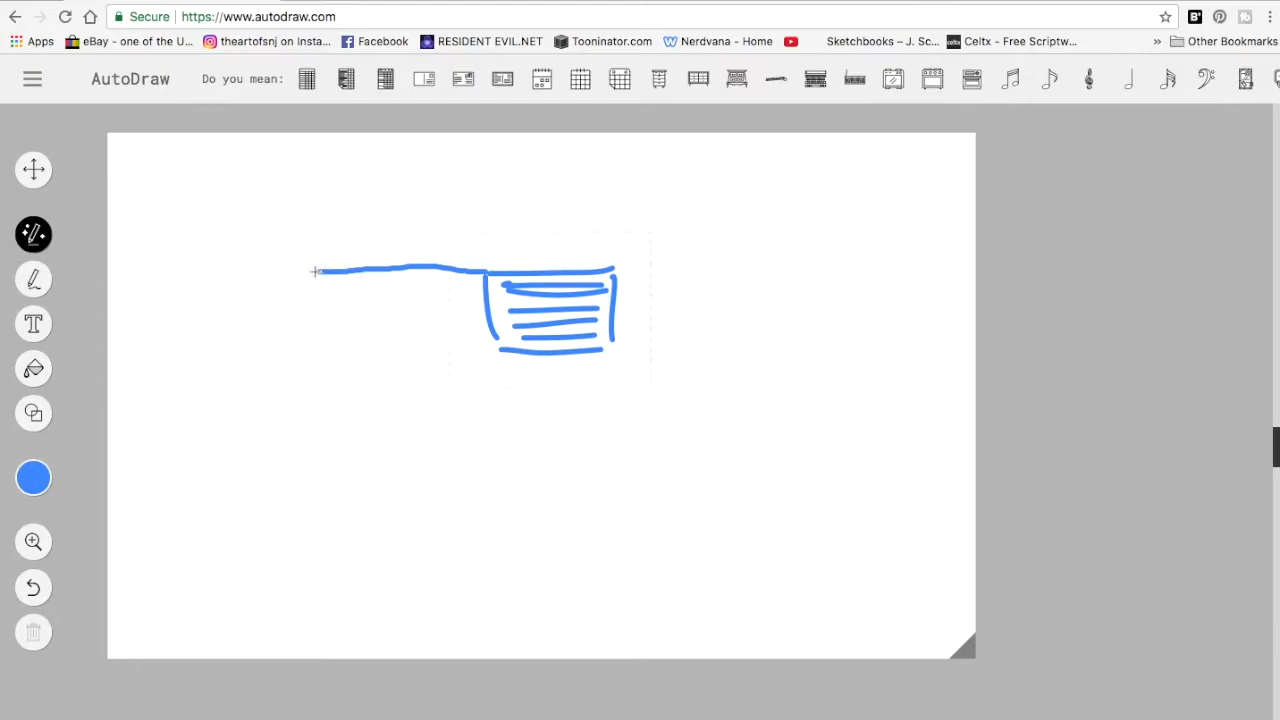 Secure https://www.autodraw.com
Apps eBay - one of the U... theartofsnj on Insta... Facebook RESIDENT EVIL.NET Tooninator.com Nerdvana - Home Sketchbooks – J. Sc... Celtx - Free Scriptw... » Other Bookmarks
AutoDraw Do you mean:
T